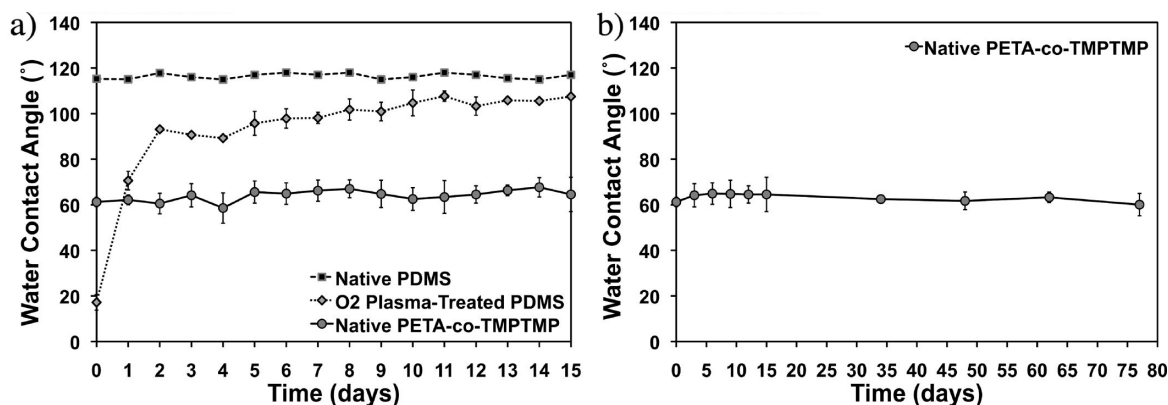 a)
Water Contact Angle (°)
140
120
100
80
60
40
20
0
Native PDMS
O2 Plasma-Treated PDMS
Native PETA-co-TMPTMP
0 1 2 3 4 5 6 7 8 9 10 11 12 13 14 15
Time (days)
b)
Water Contact Angle (°)
140
120
100
80
60
40
20
0
Native PETA-co-TMPTMP
0 5 10 15 20 25 30 35 40 45 50 55 60 65 70 75 80
Time (days)